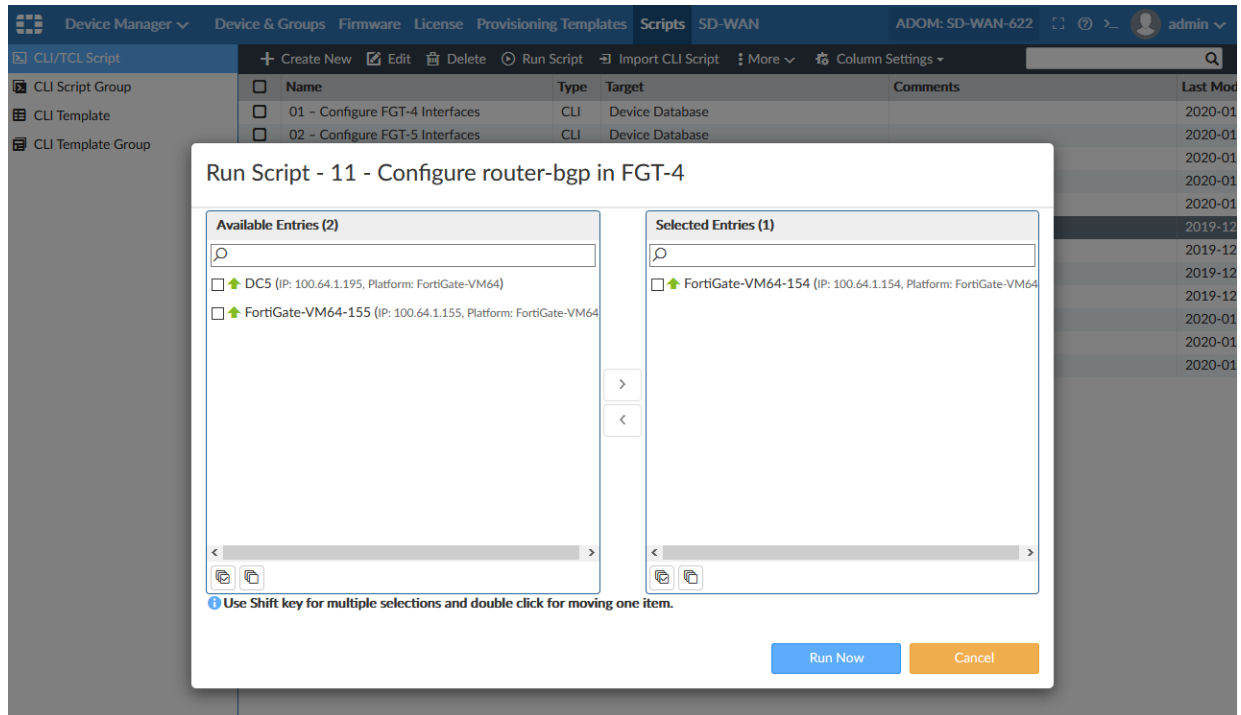 Device Manager Device & Groups Firmware License Provisioning Templates Scripts SD-WAN ADOM: SD-WAN-622 admin
CLI/TCL Script
CLI Script Group
CLI Template
CLI Template Group
Create New Edit Delete Run Script Import CLI Script More Column Settings
Name Type Target Comments Last Mod
01 – Configure FGT-4 Interfaces CLI Device Database 2020-01
02 – Configure FGT-5 Interfaces CLI Device Database 2020-01
2020-01
2020-01
2020-01
2019-12
2019-12
2019-12
2019-12
2020-01
2020-01
2020-01
Run Script - 11 - Configure router-bgp in FGT-4
Available Entries (2)
DC5 (IP: 100.64.1.195, Platform: FortiGate-VM64)
FortiGate-VM64-155 (IP: 100.64.1.155, Platform: FortiGate-VM64
Selected Entries (1)
FortiGate-VM64-154 (IP: 100.64.1.154, Platform: FortiGate-VM64
Use Shift key for multiple selections and double click for moving one item.
Run Now Cancel